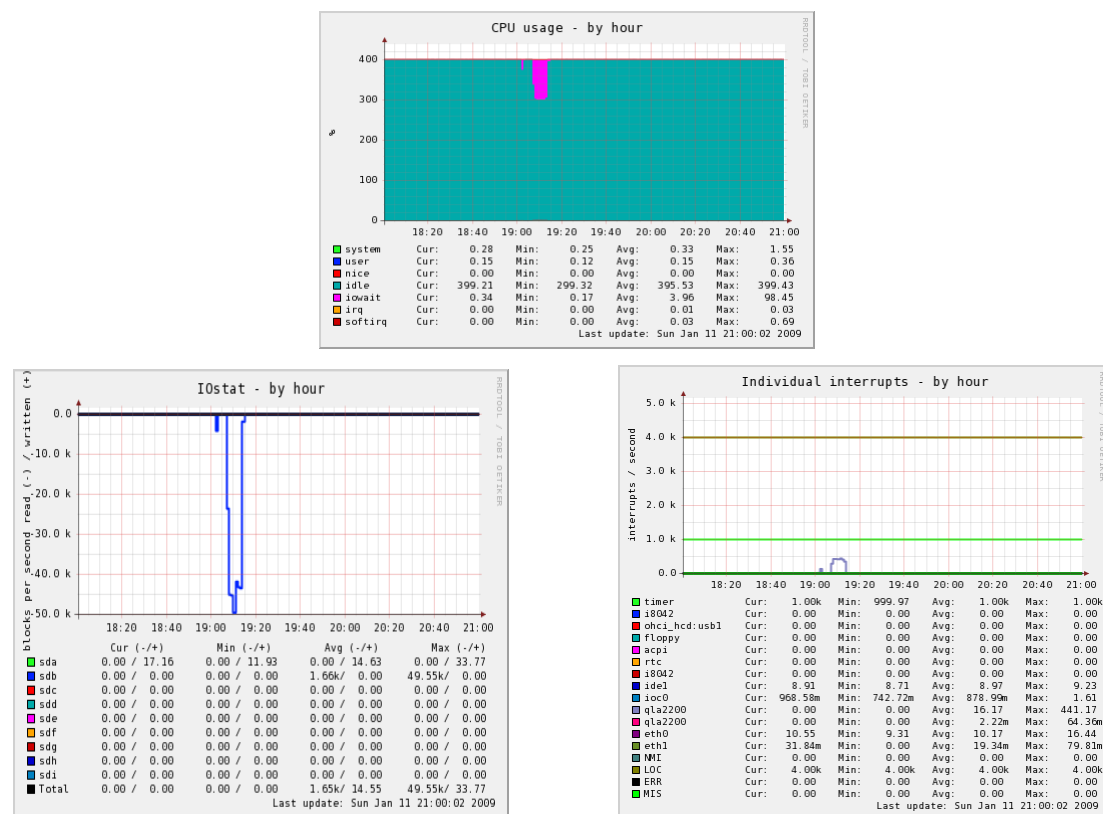 CPU usage - by hour
RRDTOOL / TOBI OETIKER
%
400
300
200
100
0
18:20 18:40 19:00 19:20 19:40 20:00 20:20 20:40 21:00
system Cur: 0.28 Min: 0.25 Avg: 0.33 Max: 1.55
user Cur: 0.15 Min: 0.12 Avg: 0.15 Max: 0.36
nice Cur: 0.00 Min: 0.00 Avg: 0.00 Max: 0.00
idle Cur: 399.21 Min: 299.32 Avg: 395.53 Max: 399.43
iowait Cur: 0.34 Min: 0.17 Avg: 3.96 Max: 98.45
irq Cur: 0.00 Min: 0.00 Avg: 0.01 Max: 0.03
softirq Cur: 0.00 Min: 0.00 Avg: 0.03 Max: 0.69
Last update: Sun Jan 11 21:00:02 2009
IOstat - by hour
RRDTOOL / TOBI OETIKER
blocks per second read (-) / written (+)
0.0
-10.0 k
-20.0 k
-30.0 k
-40.0 k
-50.0 k
18:20 18:40 19:00 19:20 19:40 20:00 20:20 20:40 21:00
Cur (-/+) Min (-/+) Avg (-/+) Max (-/+)
sda 0.00 / 17.16 0.00 / 11.93 0.00 / 14.63 0.00 / 33.77
sdb 0.00 / 0.00 0.00 / 0.00 1.66k/ 0.00 49.55k/ 0.00
sdc 0.00 / 0.00 0.00 / 0.00 0.00 / 0.00 0.00 / 0.00
sdd 0.00 / 0.00 0.00 / 0.00 0.00 / 0.00 0.00 / 0.00
sde 0.00 / 0.00 0.00 / 0.00 0.00 / 0.00 0.00 / 0.00
sdf 0.00 / 0.00 0.00 / 0.00 0.00 / 0.00 0.00 / 0.00
sdg 0.00 / 0.00 0.00 / 0.00 0.00 / 0.00 0.00 / 0.00
sdh 0.00 / 0.00 0.00 / 0.00 0.00 / 0.00 0.00 / 0.00
sdi 0.00 / 0.00 0.00 / 0.00 0.00 / 0.00 0.00 / 0.00
Total 0.00 / 0.00 0.00 / 0.00 1.65k/ 14.55 49.55k/ 33.77
Last update: Sun Jan 11 21:00:02 2009
Individual interrupts - by hour
RRDTOOL / TOBI OETIKER
interrupts / second
5.0 k
4.0 k
3.0 k
2.0 k
1.0 k
0.0
18:20 18:40 19:00 19:20 19:40 20:00 20:20 20:40 21:00
timer Cur: 1.00k Min: 999.97 Avg: 1.00k Max: 1.00k
i8042 Cur: 0.00 Min: 0.00 Avg: 0.00 Max: 0.00
ohci_hcd:usb1 Cur: 0.00 Min: 0.00 Avg: 0.00 Max: 0.00
floppy Cur: 0.00 Min: 0.00 Avg: 0.00 Max: 0.00
acpi Cur: 0.00 Min: 0.00 Avg: 0.00 Max: 0.00
rtc Cur: 0.00 Min: 0.00 Avg: 0.00 Max: 0.00
i8042 Cur: 0.00 Min: 0.00 Avg: 0.00 Max: 0.00
ide1 Cur: 8.91 Min: 8.71 Avg: 8.97 Max: 9.23
ioc0 Cur: 968.58m Min: 742.72m Avg: 878.99m Max: 1.61
qla2200 Cur: 0.00 Min: 0.00 Avg: 16.17 Max: 441.17
qla2200 Cur: 0.00 Min: 0.00 Avg: 2.22m Max: 64.36m
eth0 Cur: 10.55 Min: 9.31 Avg: 10.17 Max: 16.44
eth1 Cur: 31.84m Min: 0.00 Avg: 19.34m Max: 79.81m
NMI Cur: 0.00 Min: 0.00 Avg: 0.00 Max: 0.00
LOC Cur: 4.00k Min: 4.00k Avg: 4.00k Max: 4.00k
ERR Cur: 0.00 Min: 0.00 Avg: 0.00 Max: 0.00
MIS Cur: 0.00 Min: 0.00 Avg: 0.00 Max: 0.00
Last update: Sun Jan 11 21:00:02 2009